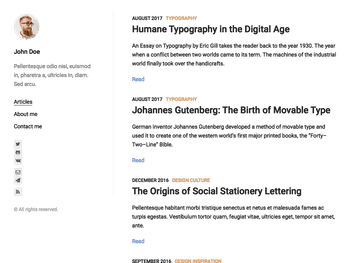 John Doe
Pellentesque odio nisi, euismod
in, pharetra a, ultricies in, diam.
Sed arcu.
Articles
About me
Contact me
© All rights reserved.
AUGUST 2017 TYPOGRAPHY
Humane Typography in the Digital Age
An Essay on Typography by Eric Gill takes the reader back to the year 1930. The year
when a conflict between two worlds came to its term. The machines of the industrial
world finally took over the handicrafts.
Read
AUGUST 2017 TYPOGRAPHY
Johannes Gutenberg: The Birth of Movable Type
German inventor Johannes Gutenberg developed a method of movable type and
used it to create one of the western world's first major printed books, the “Forty–
Two–Line” Bible.
Read
DECEMBER 2016 DESIGN CULTURE
The Origins of Social Stationery Lettering
Pellentesque habitant morbi tristique senectus et netus et malesuada fames ac
turpis egestas. Vestibulum tortor quam, feugiat vitae, ultricies eget, tempor sit amet,
ante.
Read
SEPTEMBER 2016 DESIGN INSPIRATION